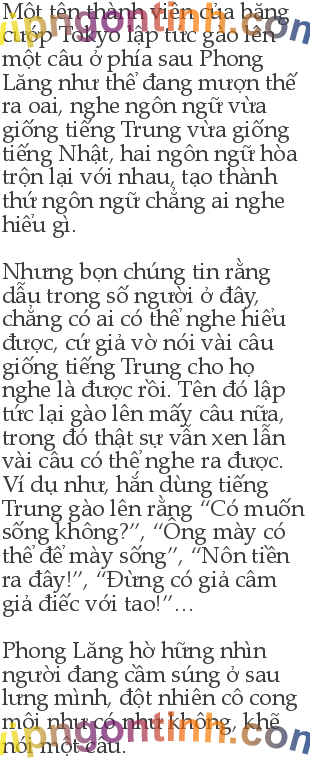 Một tên thành viên của băng
cướp Tokyo lập tức gào lên
một câu ở phía sau Phong
Lăng như thể đang mượn thế
ra oai, nghe ngôn ngữ vừa
giống tiếng Trung vừa giống
tiếng Nhật, hai ngôn ngữ hòa
trộn lại với nhau, tạo thành
thứ ngôn ngữ chẳng ai nghe
hiểu gì.

Nhưng bọn chúng tin rằng
dẫu trong số người ở đây,
chẳng có ai có thể nghe hiểu
được, cứ giả vờ nói vài câu
giống tiếng Trung cho họ
nghe là được rồi. Tên đó lập
tức lại gào lên mấy câu nữa,
trong đó thật sự vẫn xen lẫn
vài câu có thể nghe ra được.
Ví dụ như, hắn dùng tiếng
Trung gào lên rằng “Có muốn
sống không?”, “Ông mày có
thể để mày sống”, “Nôn tiền
ra đây!”, “Đừng có giả câm
giả điếc với tao!”…

Phong Lăng hờ hững nhìn
người đang cầm súng ở sau
lưng mình, đột nhiên cô cong
môi như có như không, khẽ
nói một câu.
upngontinh.com
upngontinh.com